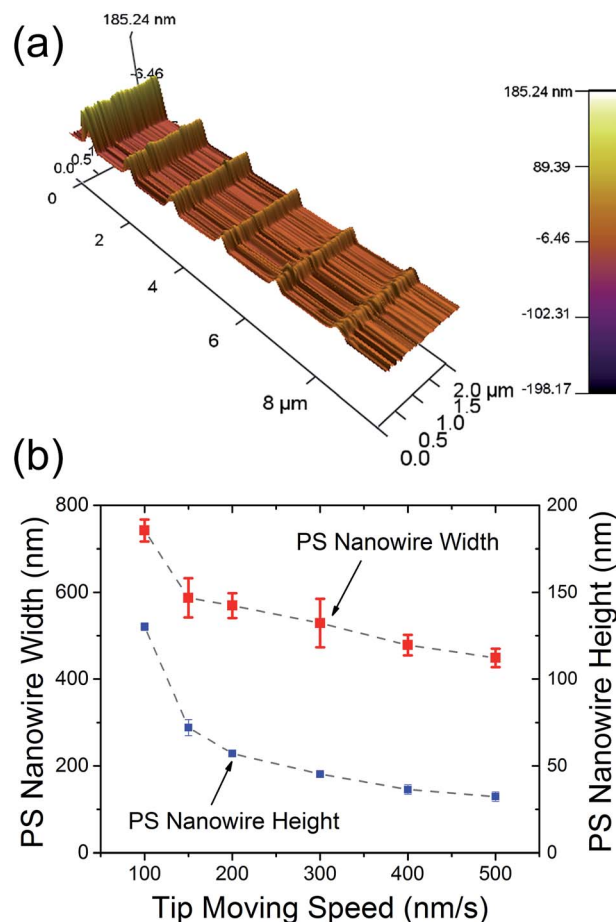 (a)
185.24 nm
-6.46
0.0
0.5
0
2
4
6
8 µm
2.0 µm
1.5
1.0
0.5
0.0
185.24 nm
89.39
-6.46
-102.31
-198.17
(b)
PS Nanowire Width (nm)
800
600
400
200
0
PS Nanowire Width
PS Nanowire Height
200
150
100
50
0
PS Nanowire Height (nm)
100 200 300 400 500
Tip Moving Speed (nm/s)